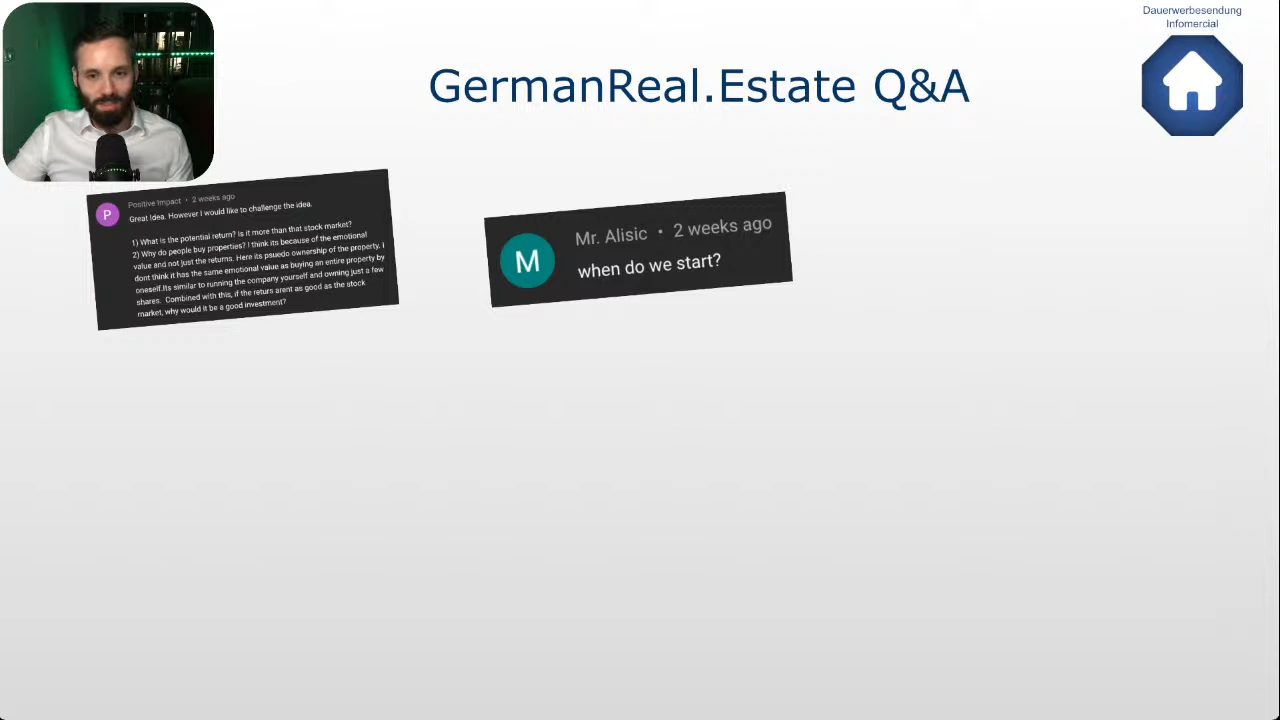 Dauerwerbesendung
Infomercial
GermanReal.Estate Q&A
P
Positive Impact • 2 weeks ago
Great Idea. However I would like to challenge the idea.
1) What is the potential return? Is it more than that stock market?
2) Why do people buy properties? I think its because of the emotional
value and not just the returns. Here its psuedo ownership of the property. I
dont think it has the same emotional value as buying an entire property by
oneself.Its similar to running the company yourself and owning just a few
shares. Combined with this, if the returs arent as good as the stock
market, why would it be a good investment?
M
Mr. Alisic • 2 weeks ago
when do we start?